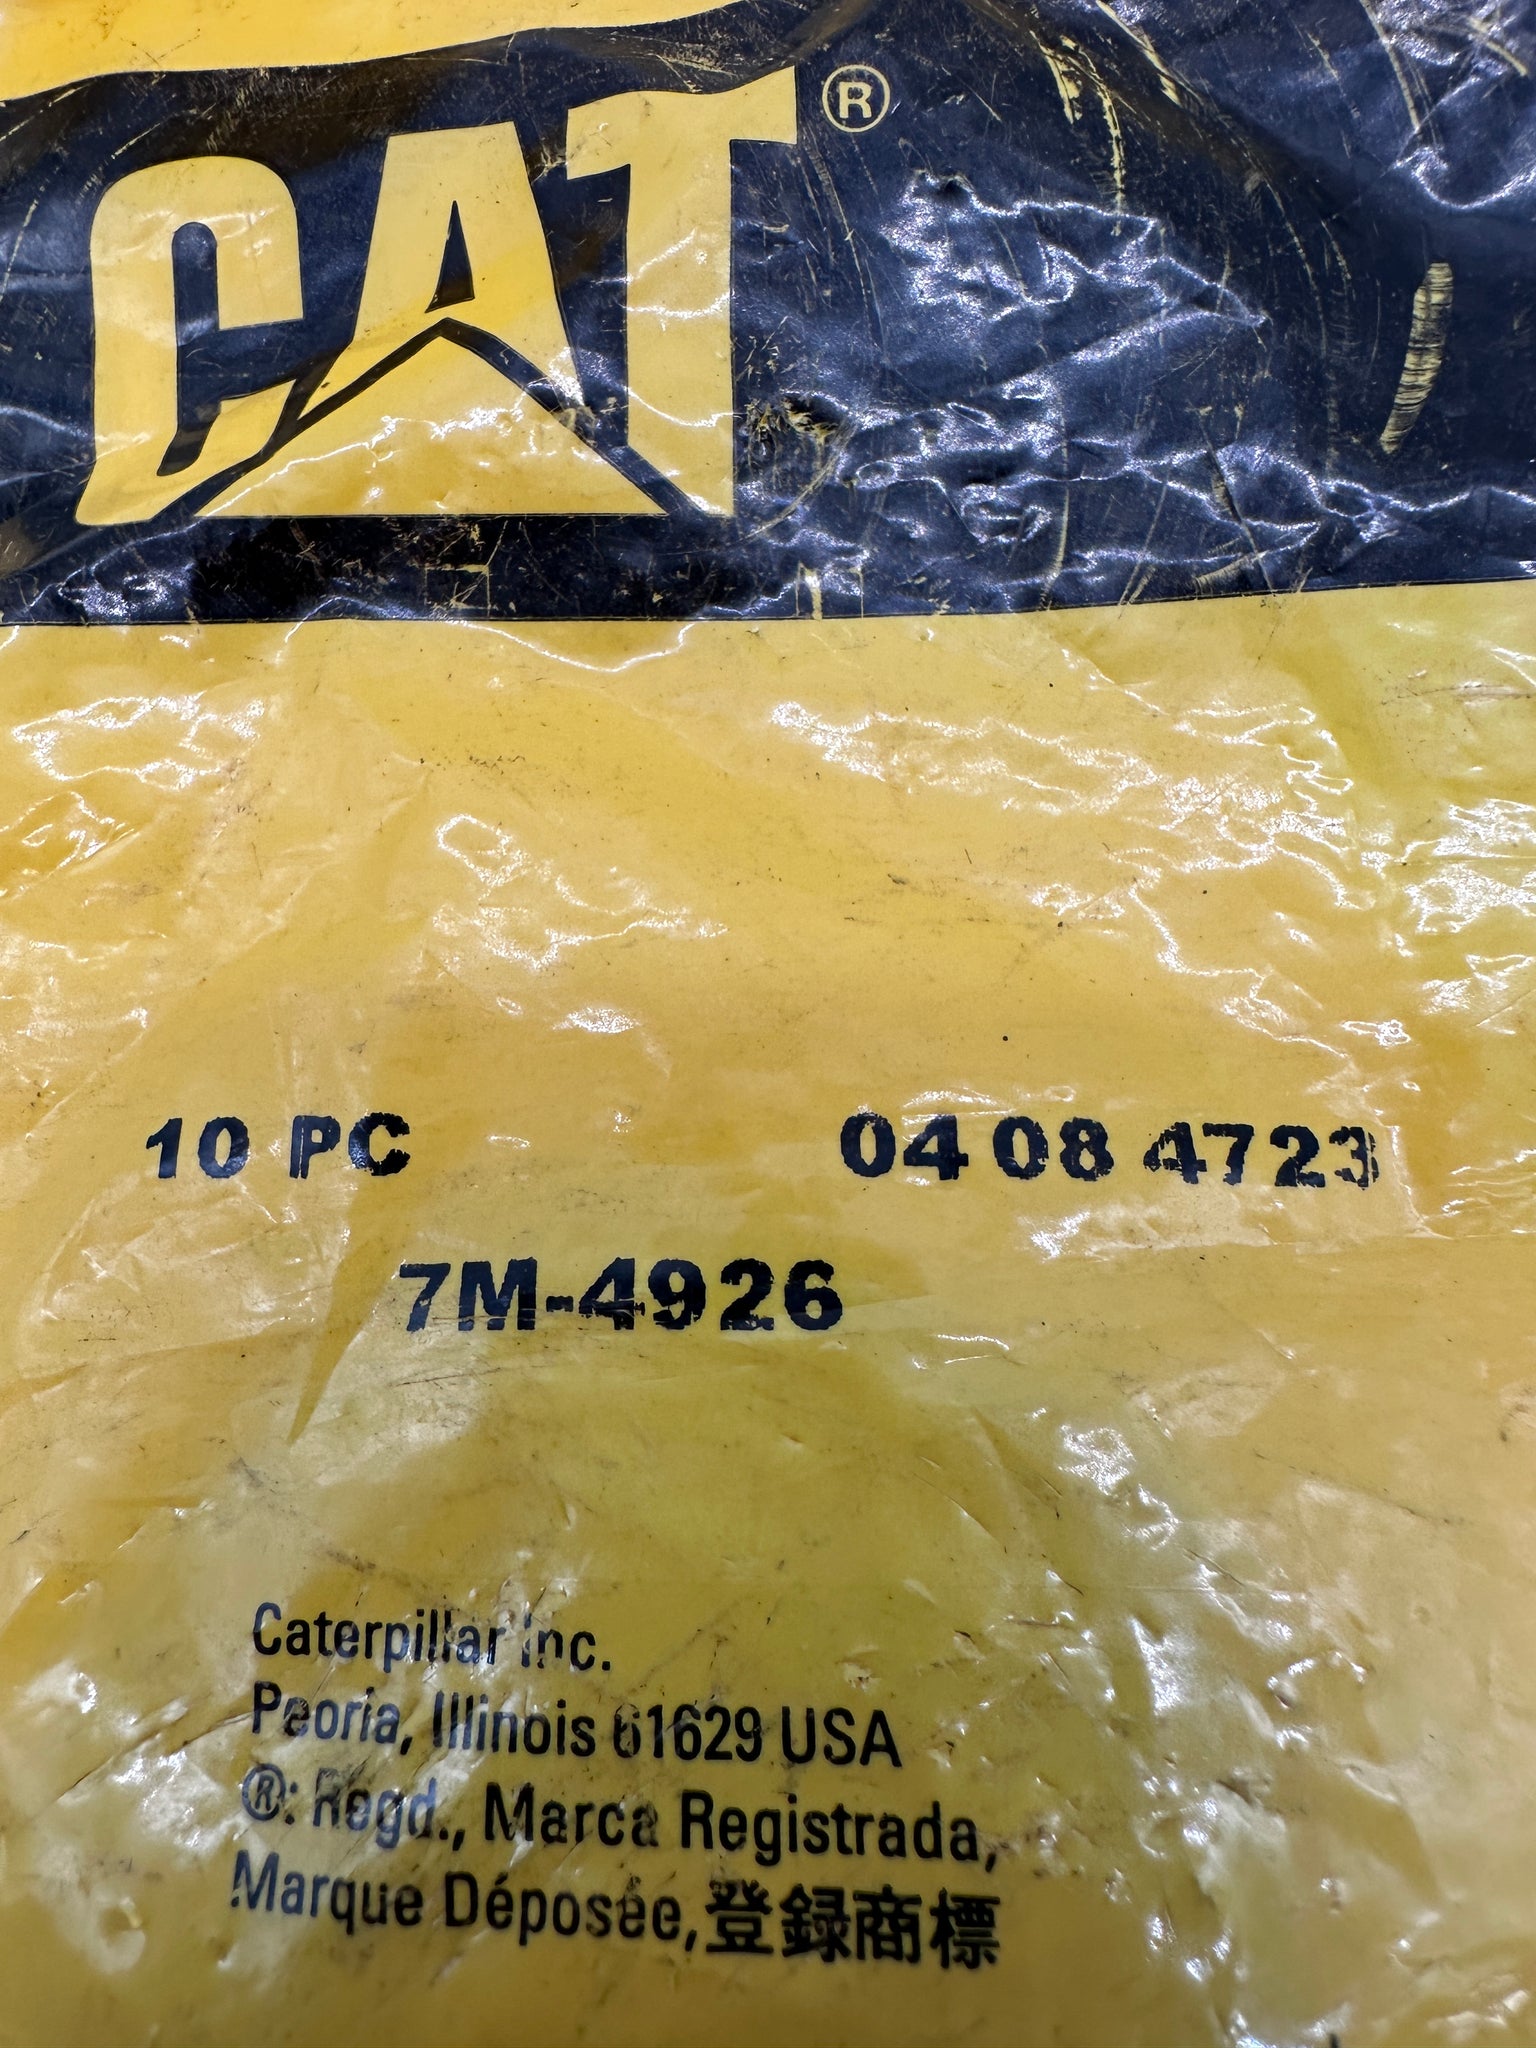 CAT®
10 PC 04 08 4723
7M-4926
Caterpillar Inc.
Peoria, Illinois 61629 USA
®: Regd., Marca Registrada,
Marque Déposée, 登録商標